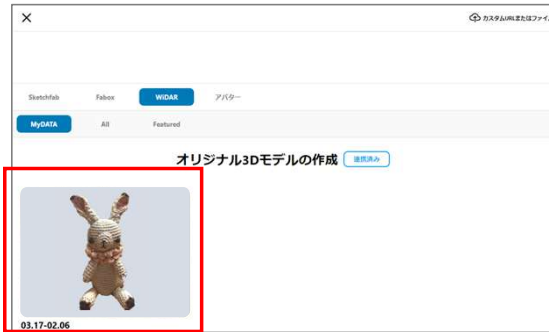 ×
カスタムURLまたはファイ
Sketchfab Fabox WiDAR アバター
MyDATA All Featured
オリジナル3Dモデルの作成 連携済み
03.17-02.06